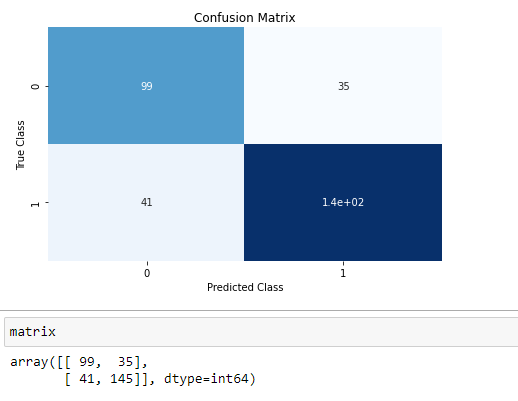 Confusion Matrix
0
99
35
True Class
1
41
1.4e+02
0
1
Predicted Class
matrix
array([[ 99,  35],
       [ 41, 145]], dtype=int64)